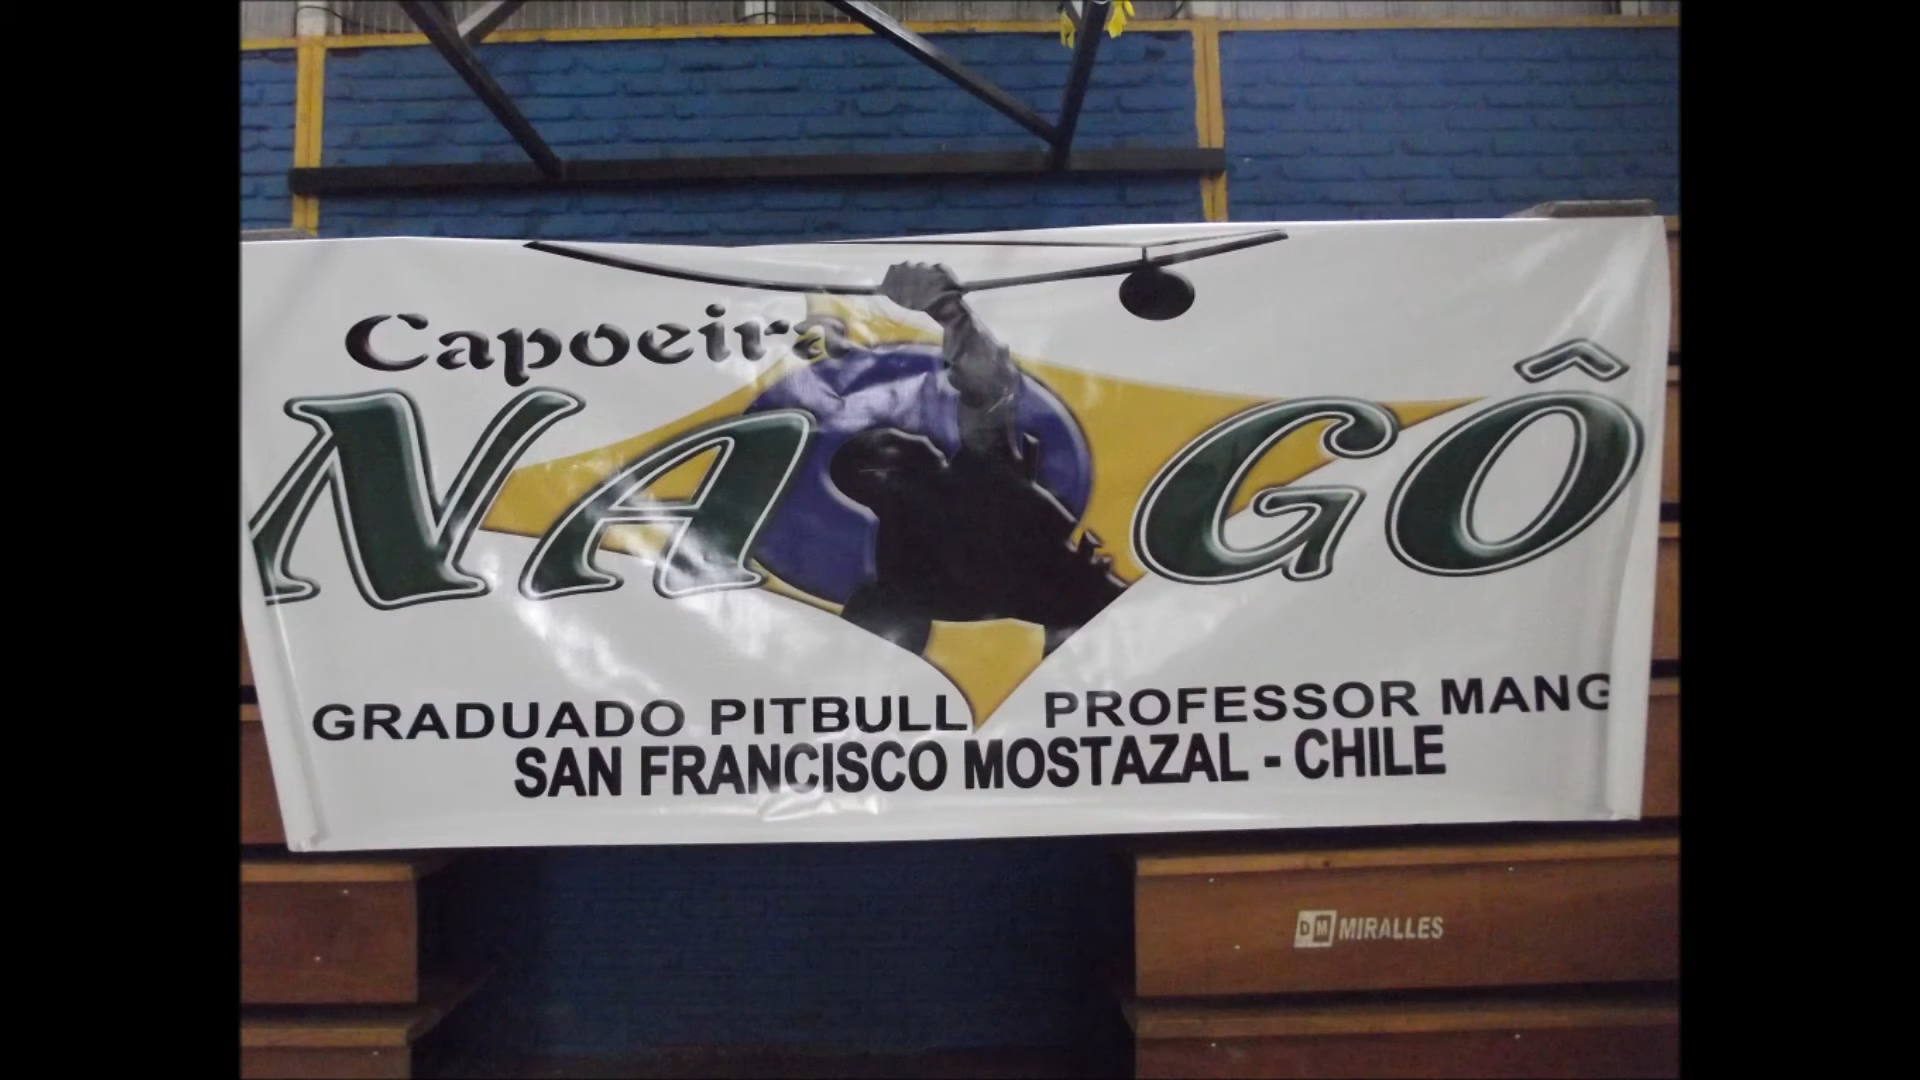 Capoeira
NAGÔ
GRADUADO PITBULL PROFESSOR MANG
SAN FRANCISCO MOSTAZAL - CHILE
DM MIRALLES